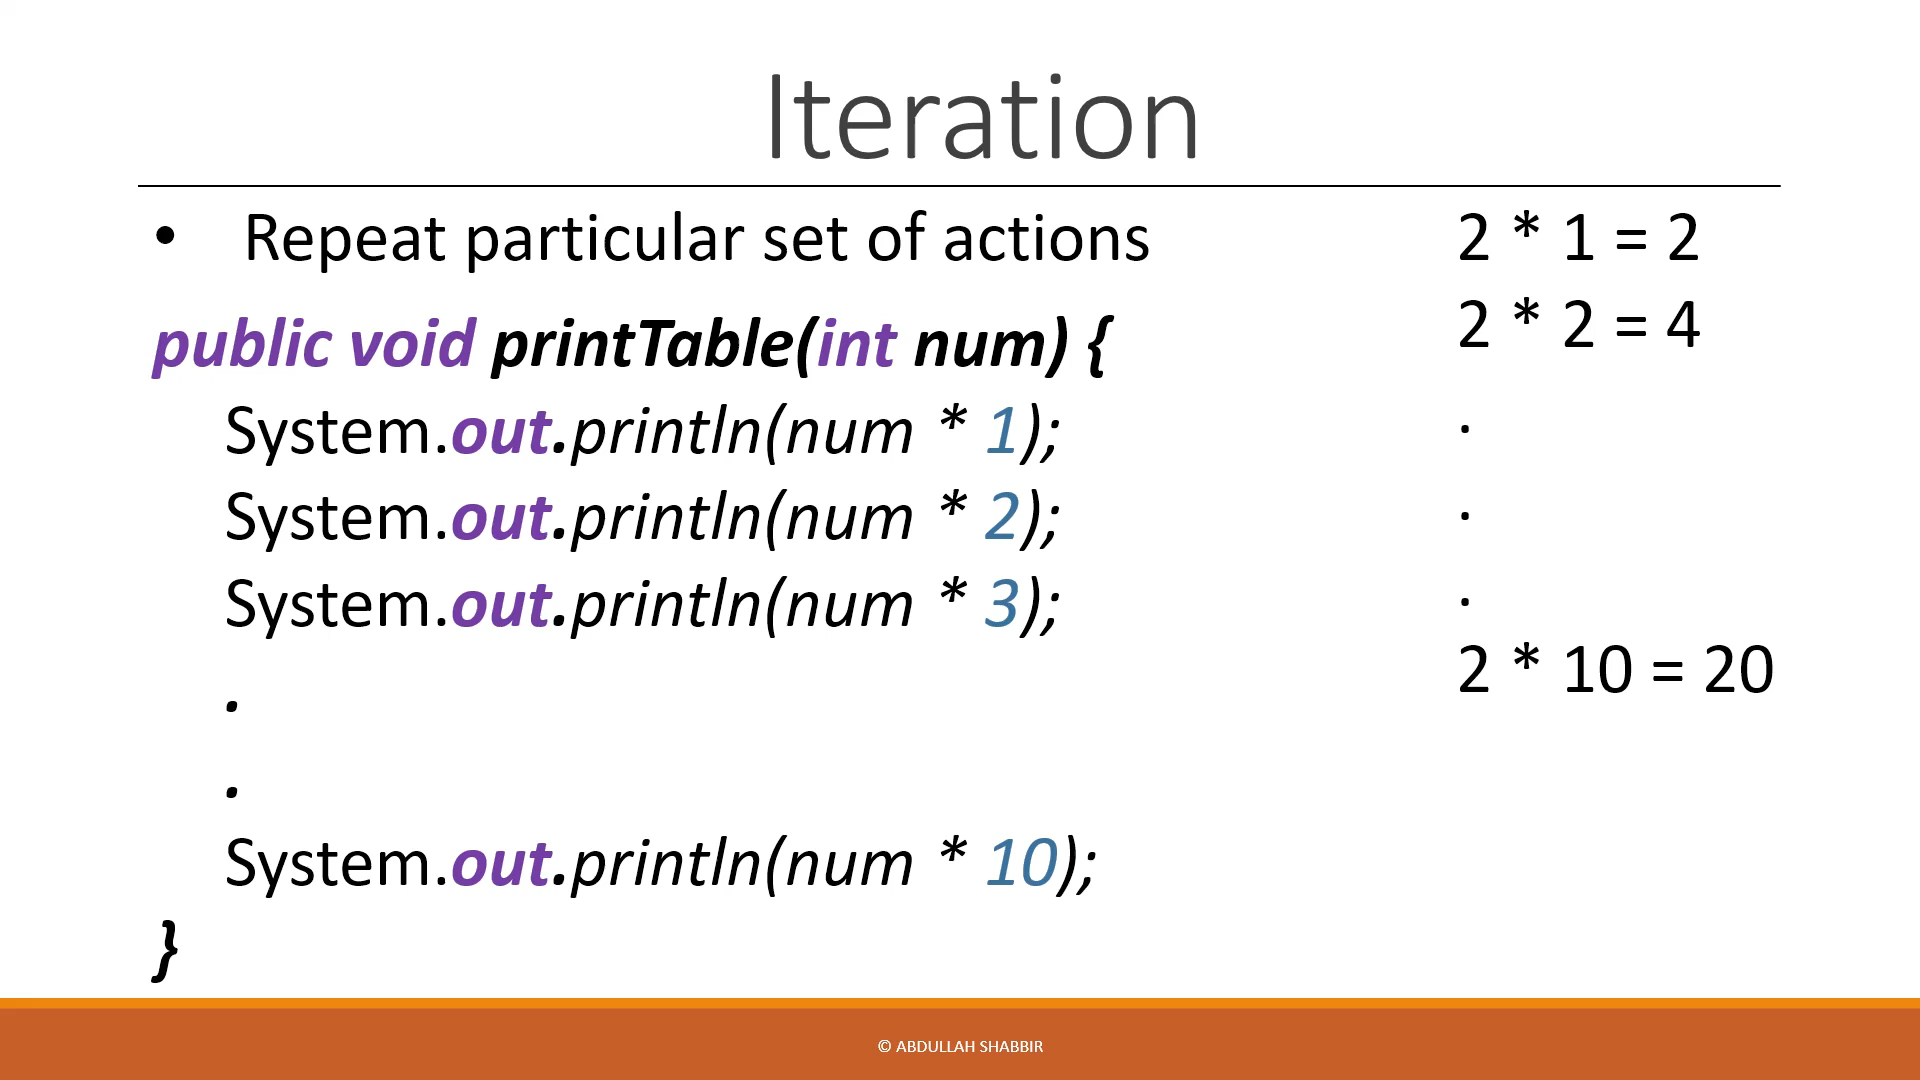 Iteration
• Repeat particular set of actions
public void printTable(int num) {
System.out.println(num * 1);
System.out.println(num * 2);
System.out.println(num * 3);
.
.
System.out.println(num * 10);
}
2 * 1 = 2
2 * 2 = 4
.
.
.
2 * 10 = 20
© ABDULLAH SHABBIR